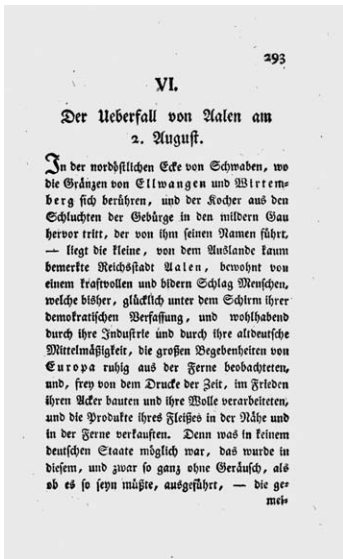 293
VI.
Der Ueberfall von Aalen am
2. August.
In der nordöstlichen Ecke von Schwaben, wo
die Gränzen von Ellwangen und Wirtem-
berg sich berühren, und der Kocher aus den
Schluchten der Gebürge in den mildern Gau
hervor tritt, der von ihm seinen Namen führt,
— liegt die kleine, von dem Auslande kaum
bemerkte Reichsstadt Aalen, bewohnt von
einem kraftvollen und bidern Schlag Menschen,
welche bisher, glücklich unter dem Schirm ihrer
demokratischen Verfassung, und wohlhabend
durch ihre Industrie und durch ihre altdeutsche
Mittelmäßigkeit, die großen Begebenheiten von
Europa ruhig aus der Ferne beobachteten,
und, frey von dem Drucke der Zeit, im Frieden
ihren Acker bauten und ihre Wolle verarbeiteten,
und die Produkte ihres Fleißes in der Nähe und
in der Ferne verkauften. Denn was in keinem
deutschen Staate möglich war, das wurde in
diesem, und zwar so ganz ohne Geräusch, als
ob es so seyn müßte, ausgeführt, — die ge-
mei-